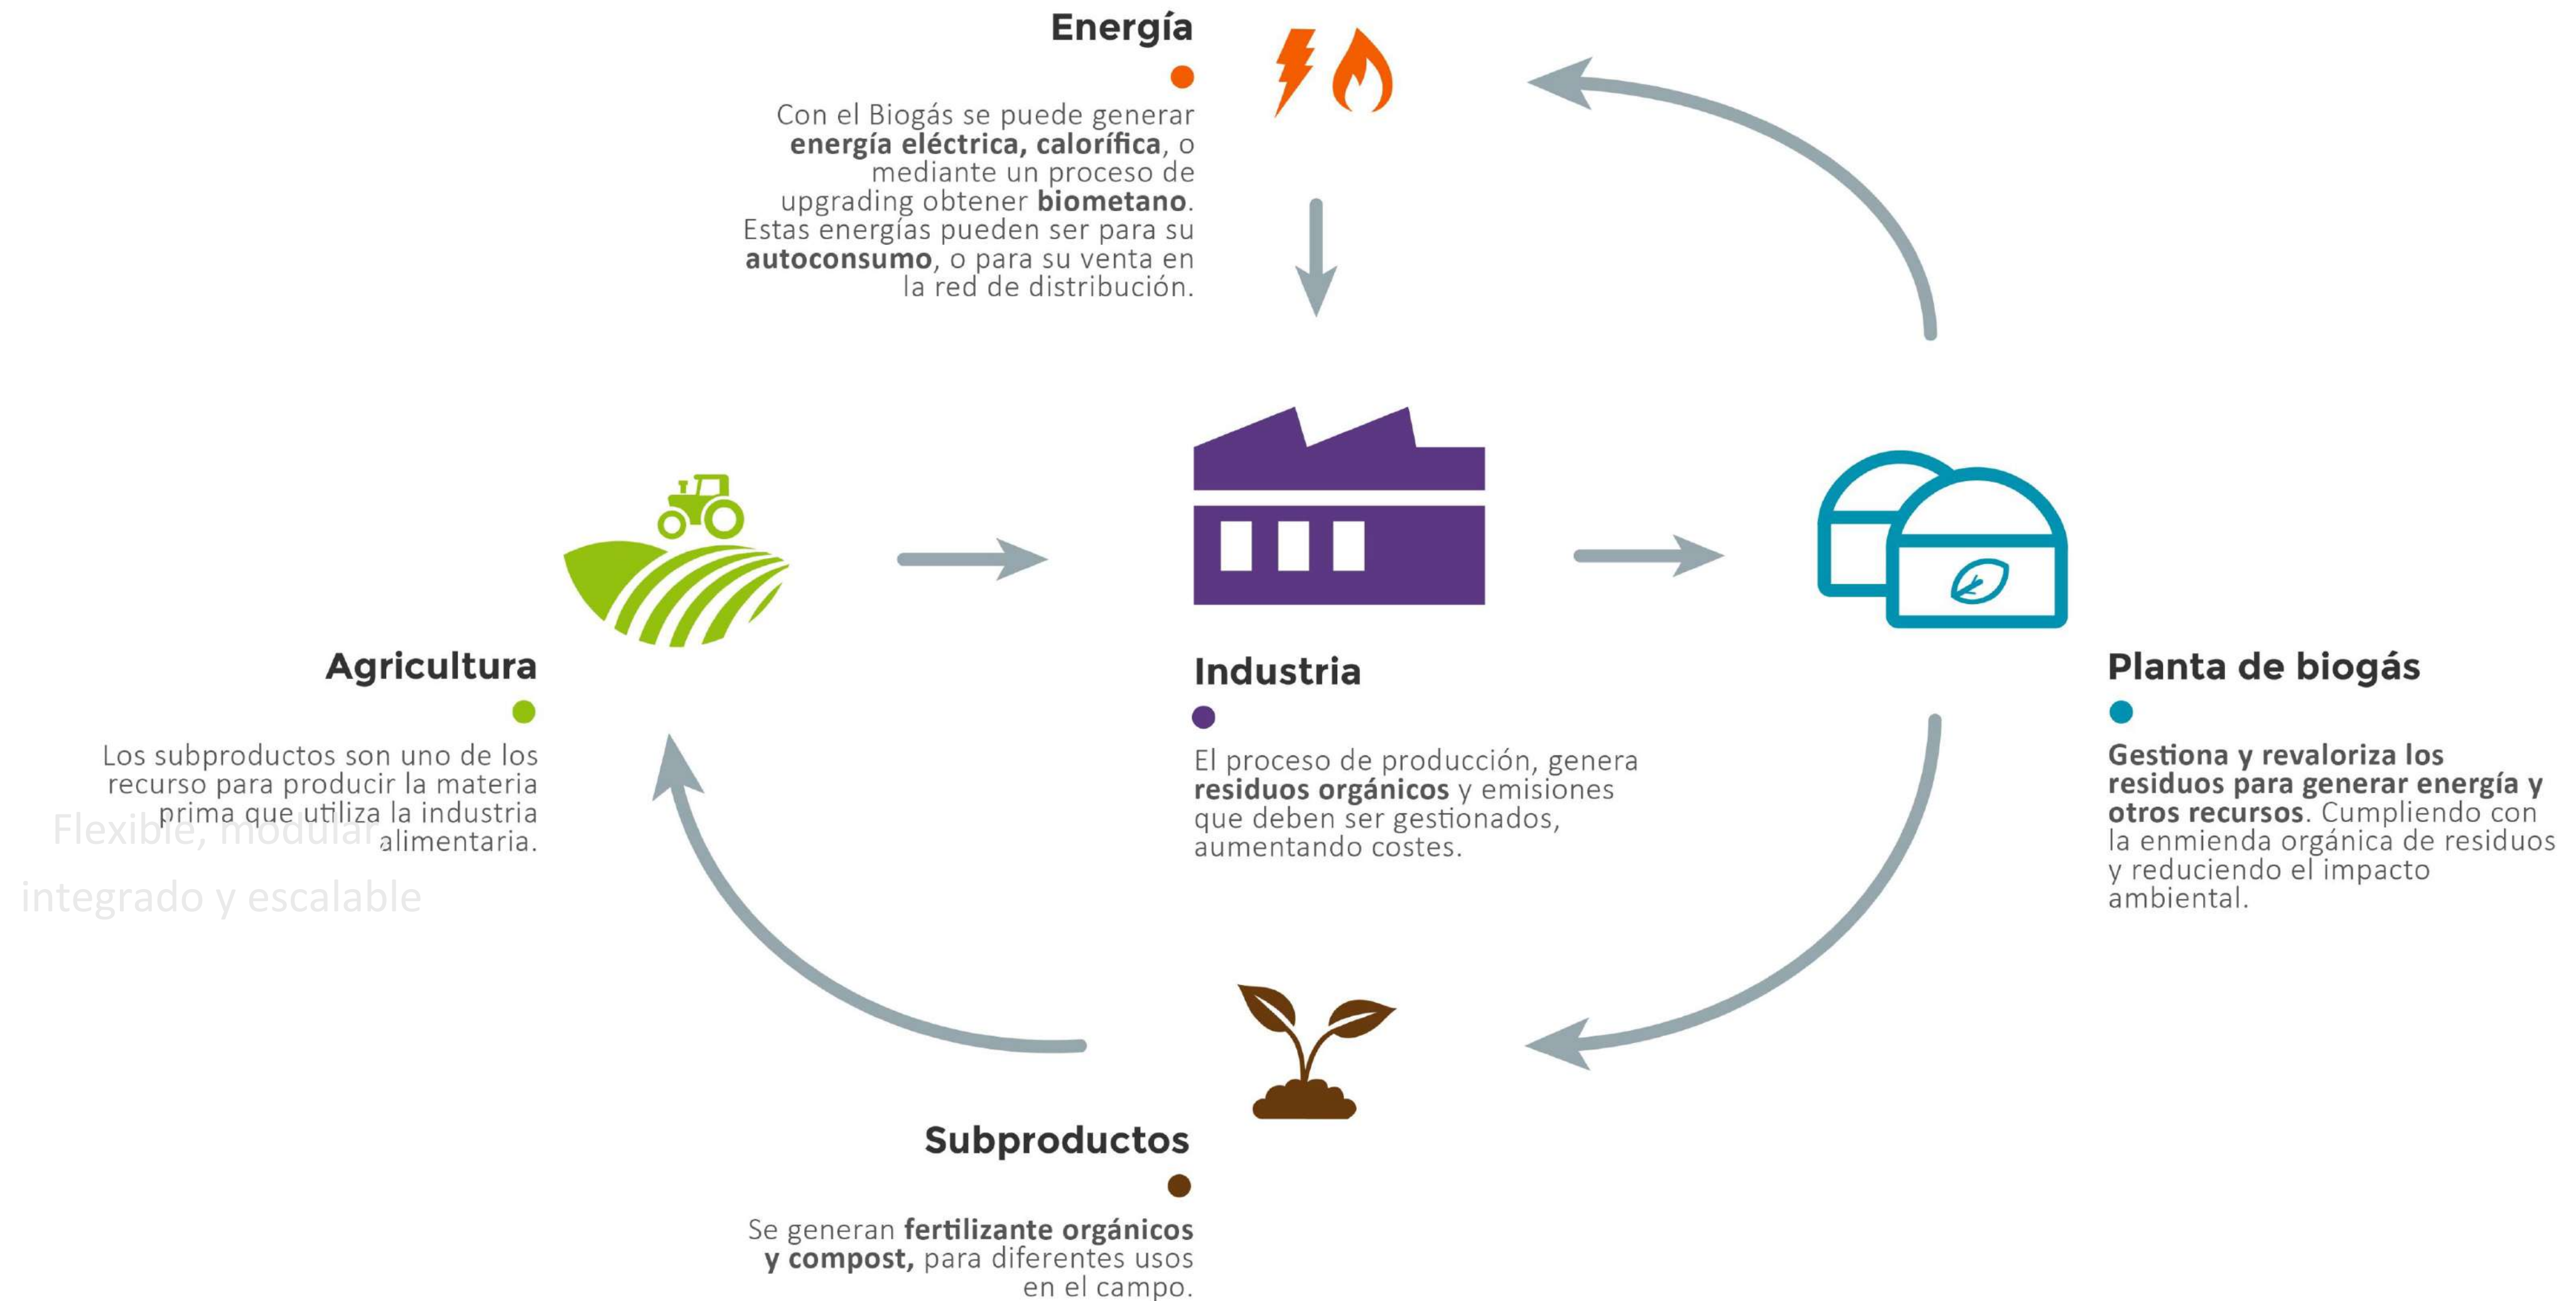 Energía
Con el Biogás se puede generar
energía eléctrica, calorífica, o
mediante un proceso de
upgrading obtener biometano.
Estas energías pueden ser para su
autoconsumo, o para su venta en
la red de distribución.
Agricultura
Los subproductos son uno de los
recurso para producir la materia
prima que utiliza la industria
alimentaria.
Flexible, modular,
integrado y escalable
Industria
El proceso de producción, genera
residuos orgánicos y emisiones
que deben ser gestionados,
aumentando costes.
Planta de biogás
Gestiona y revaloriza los
residuos para generar energía y
otros recursos. Cumpliendo con
la enmienda orgánica de residuos
y reduciendo el impacto
ambiental.
Subproductos
Se generan fertilizante orgánicos
y compost, para diferentes usos
en el campo.